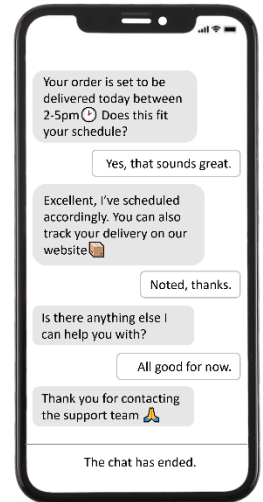 Your order is set to be
delivered today between
2-5pm🕑 Does this fit
your schedule?
Yes, that sounds great.
Excellent, I’ve scheduled
accordingly. You can also
track your delivery on our
website📦
Noted, thanks.
Is there anything else I
can help you with?
All good for now.
Thank you for contacting
the support team 🙏
The chat has ended.